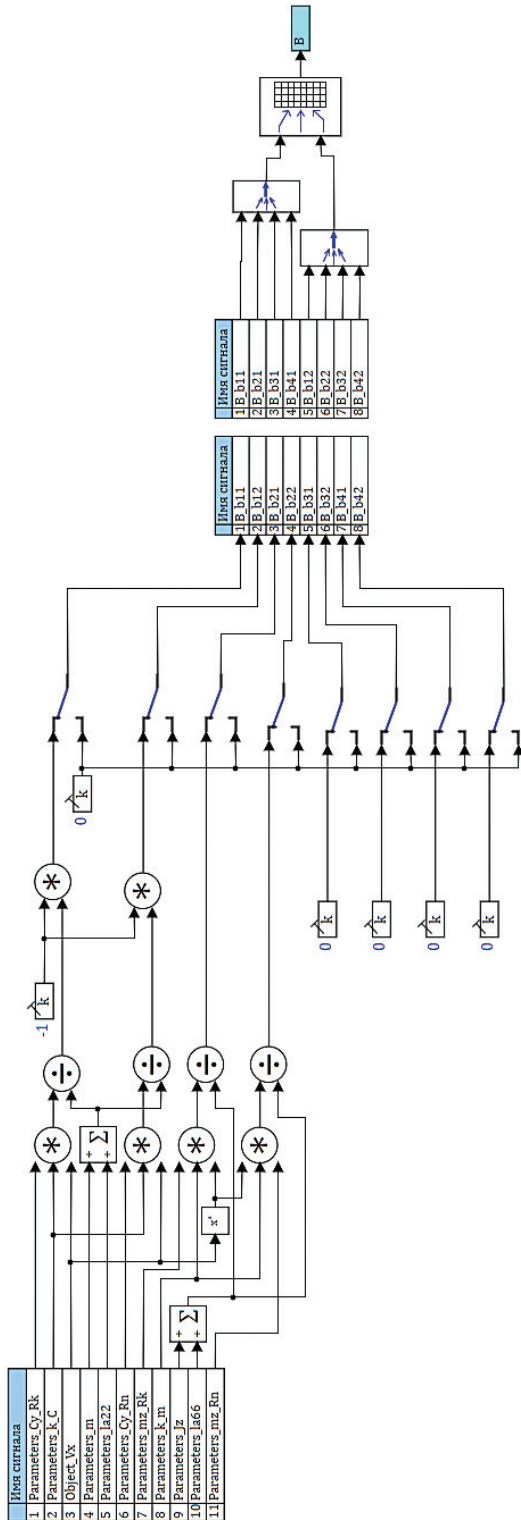 Имя сигнала
1 Parameters_Cy_Rk
2 Parameters_k_C
3 Object_Vx
4 Parameters_m
5 Parameters_la22
6 Parameters_Cy_Rn
7 Parameters_mz_Rk
8 Parameters_k_m
9 Parameters_Jz
10 Parameters_la66
11 Parameters_mz_Rn
-1
k
0
k
0
k
0
k
0
k
0
k
Имя сигнала
1 B_b11
2 B_b12
3 B_b21
4 B_b22
5 B_b31
6 B_b32
7 B_b41
8 B_b42
Имя сигнала
1 B_b11
2 B_b21
3 B_b31
4 B_b41
5 B_b12
6 B_b22
7 B_b32
8 B_b42
B